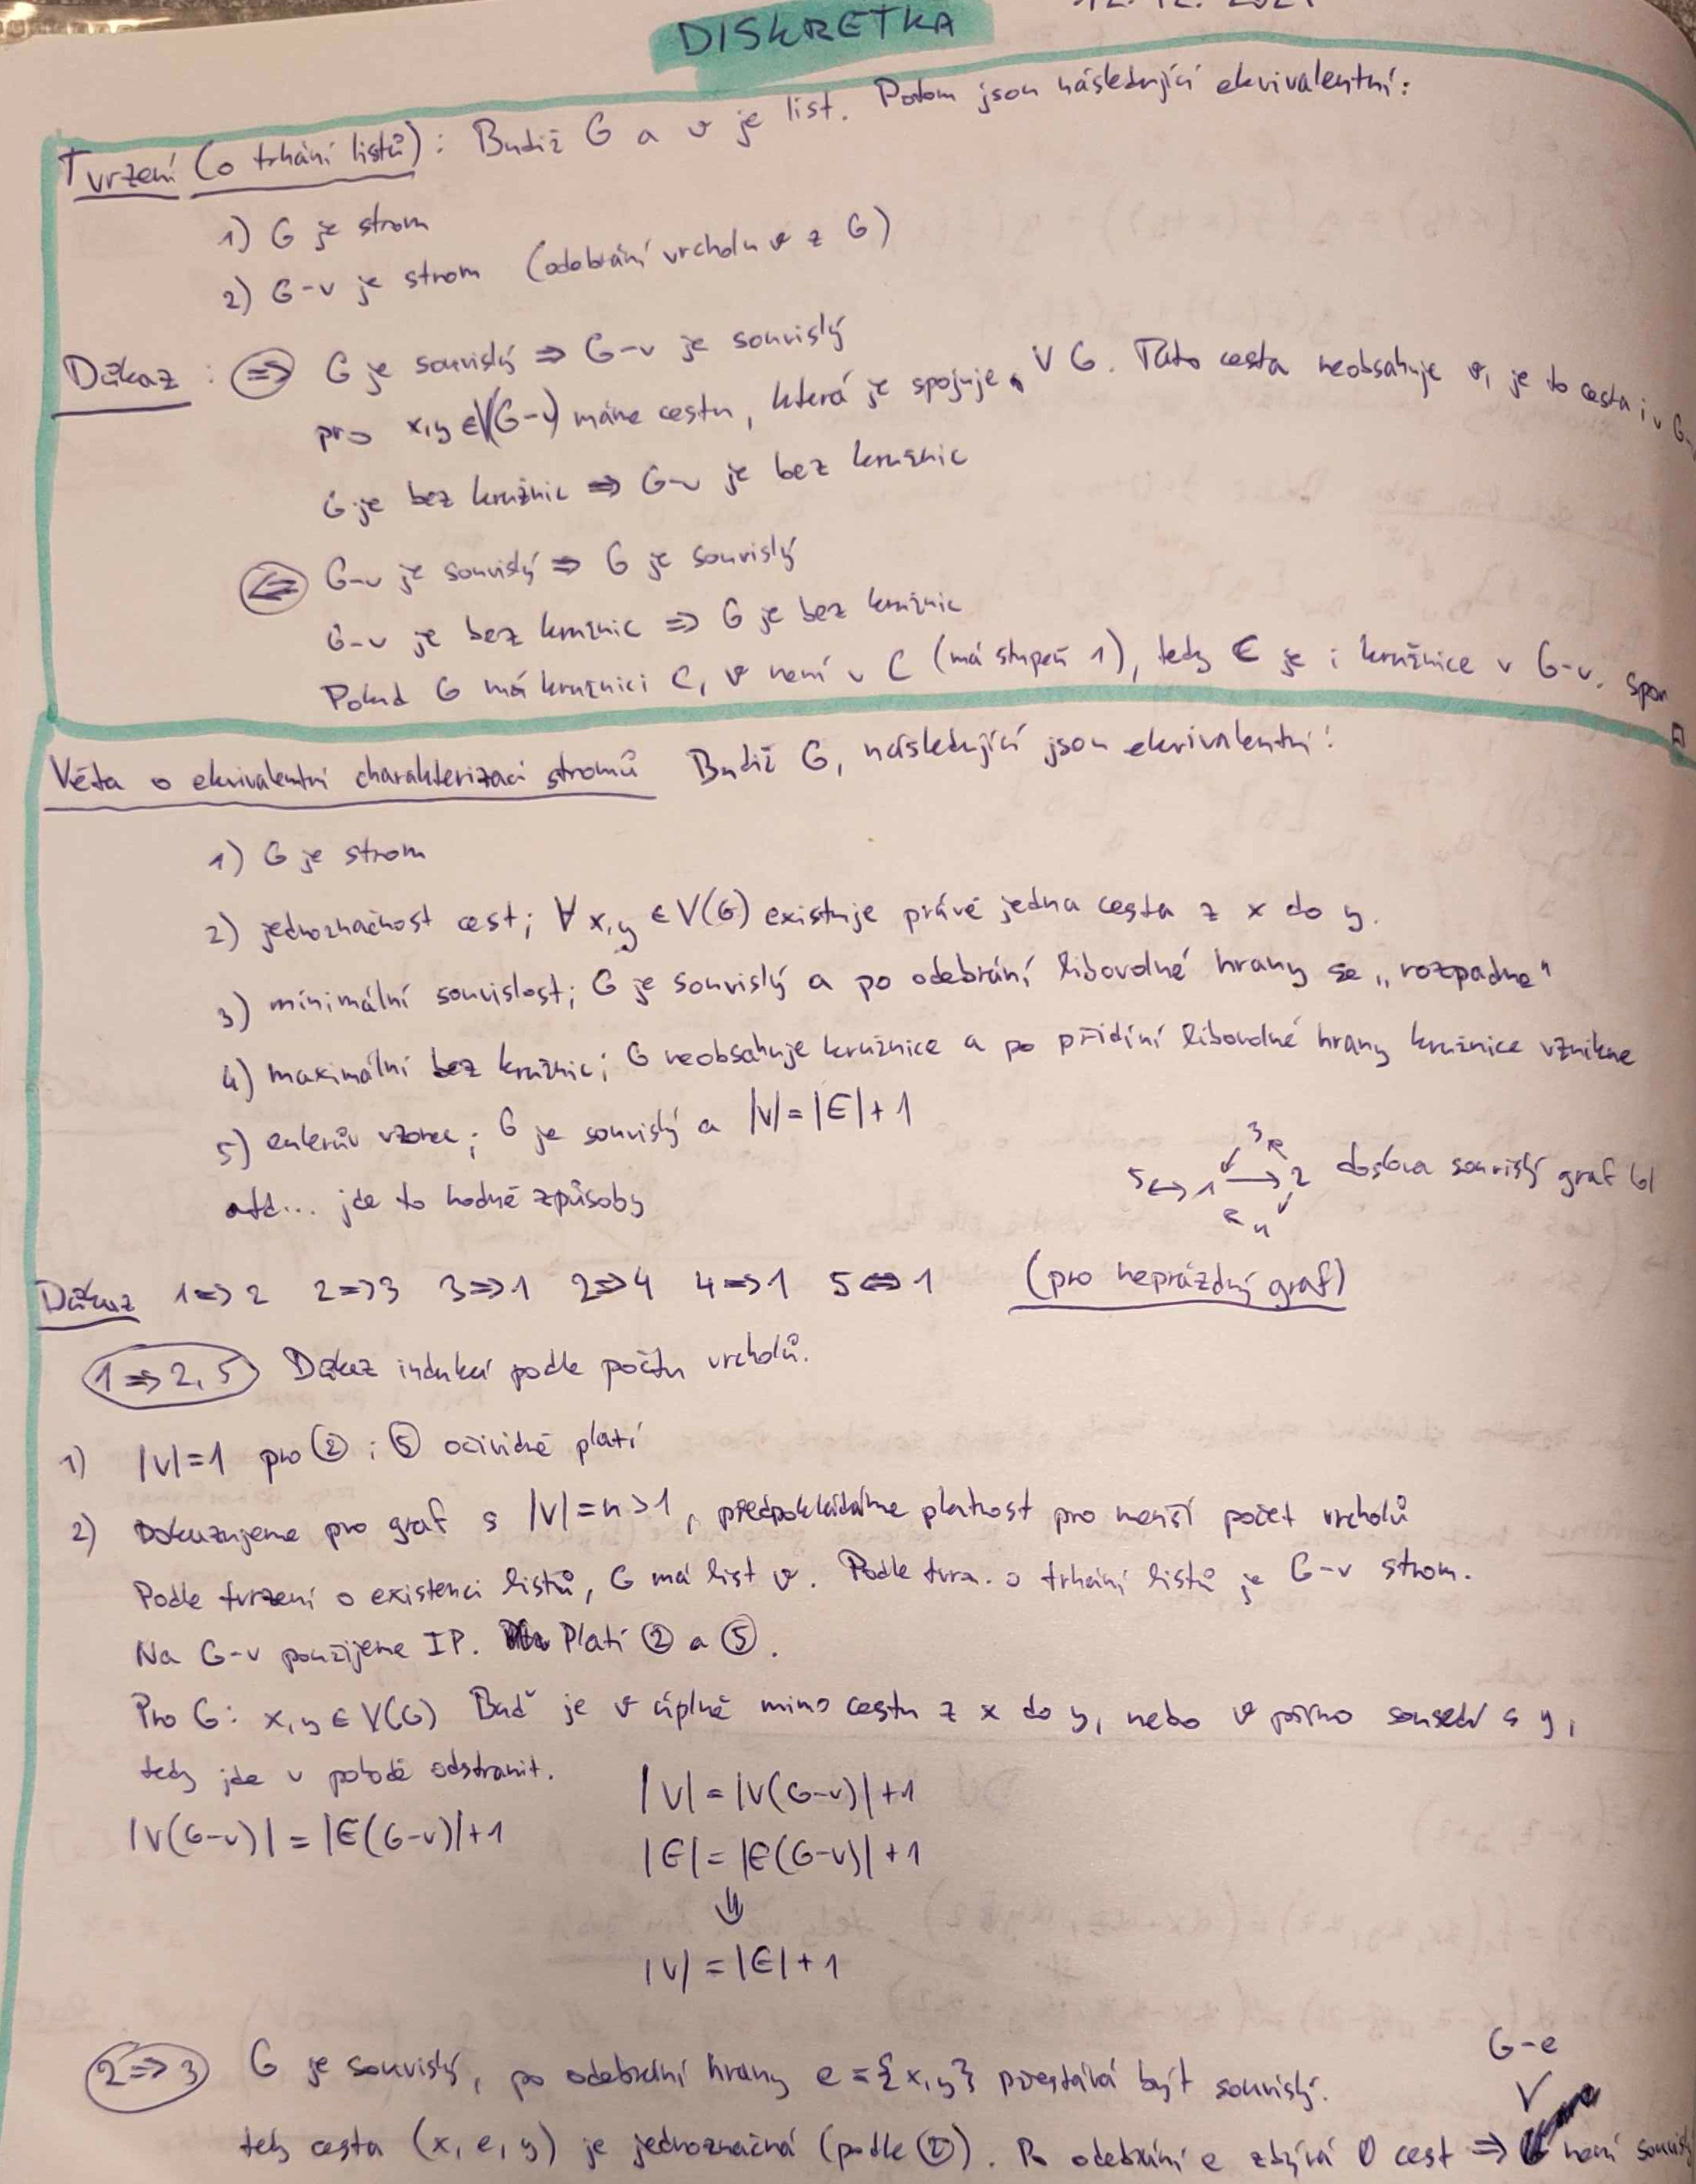 DISKRETKA
Tvrzení (o trhání listů): Budiž G a v je list. Potom jsou následující ekvivalentní:
1) G je strom
2) G-v je strom (odebrání vrcholu v z G)
Důkaz: ⇒ G je souvislý ⇒ G-v je souvislý
pro x,y ∈ V(G-v) máme cestu, která je spojuje v G. Tato cesta neobsahuje v, je to cesta i v G-
G je bez kružnic ⇒ G-v je bez kružnic
⇐ G-v je souvislý ⇒ G je souvislý
G-v je bez kružnic ⇒ G je bez kružnic
Pokud G má kružnici C, v není v C (má stupeň 1), tedy C je i kružnice v G-v. Spor
Věta o ekvivalentní charakterizaci stromů Budiž G, následující jsou ekvivalentní:
1) G je strom
2) jednoznačnost cest; ∀ x,y ∈ V(G) existuje právě jedna cesta z x do y.
3) minimální souvislost; G je souvislý a po odebrání libovolné hrany se „rozpadne"
4) maximální bez kružnic; G neobsahuje kružnice a po přidání libovolné hrany kružnice vznikne
5) eulerův vzorec; G je souvislý a |V|=|E|+1
atd... jde to hodně způsoby
3
5 ↔ 1 → 2 doslova souvislý graf lol
4
Důkaz 1⇒2 2⇒3 3⇒1 2⇒4 4⇒1 5⇔1 (pro neprázdný graf)
1⇒2,5 Důkaz indukcí podle počtu vrcholů.
1) |V|=1 pro ② i ⑤ očividně platí
2) Dokazujeme pro graf s |V|=n>1, předpokládáme platnost pro menší počet vrcholů
Podle tvrzení o existenci listů, G má list v. Podle tvrz. o trhání listů je G-v strom.
Na G-v použijeme IP. Platí ② a ⑤.
Pro G: x,y ∈ V(G) Buď je v úplně mimo cestu z x do y, nebo v přímo sousedí s y,
tedy jde v pohodě odstranit.
|V|=|V(G-v)|+1
|V(G-v)|=|E(G-v)|+1
|E|=|E(G-v)|+1
⇓
|V|=|E|+1
2⇒3 G je souvislý, po odebrání hrany e={x,y} přestává být souvislý.
G-e
tedy cesta (x,e,y) je jednoznačná (podle ②). Po odebrání e zbývá 0 cest ⇒ není souvislý